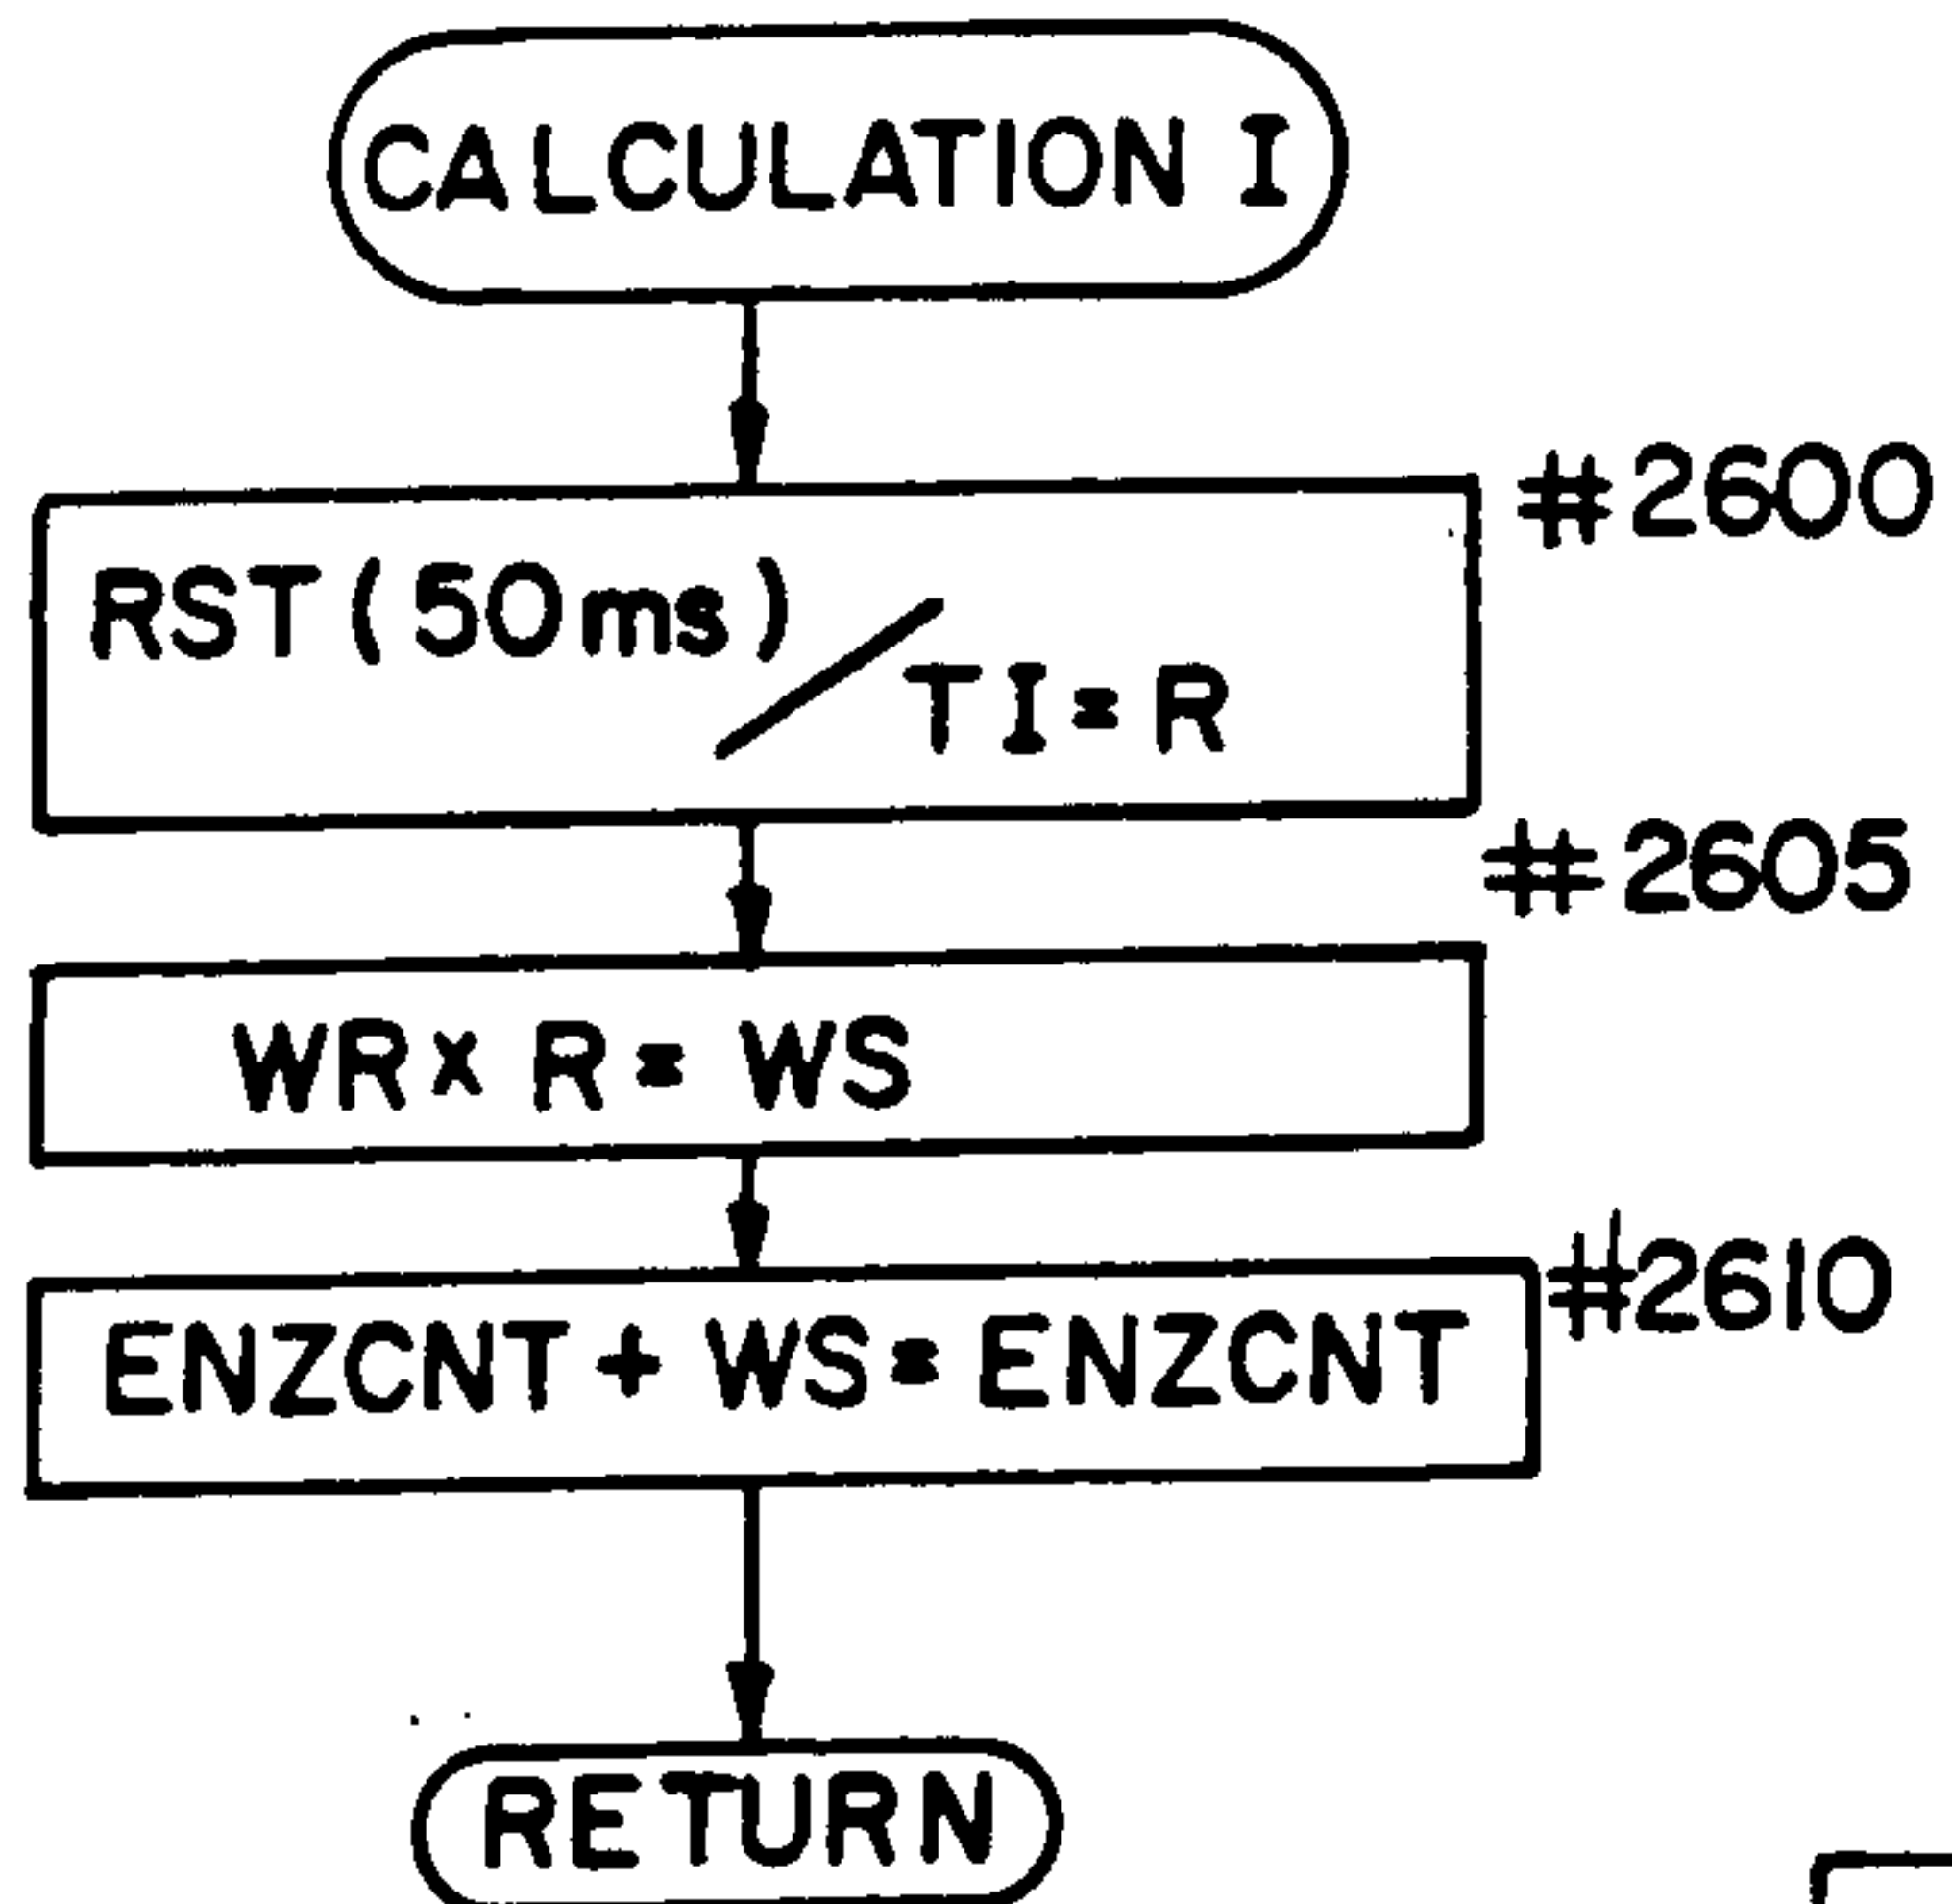 CALCULATION I
#2600
RST (50ms) / TI = R
#2605
WR x R = WS
#2610
ENZCNT + WS = ENZCNT
RETURN